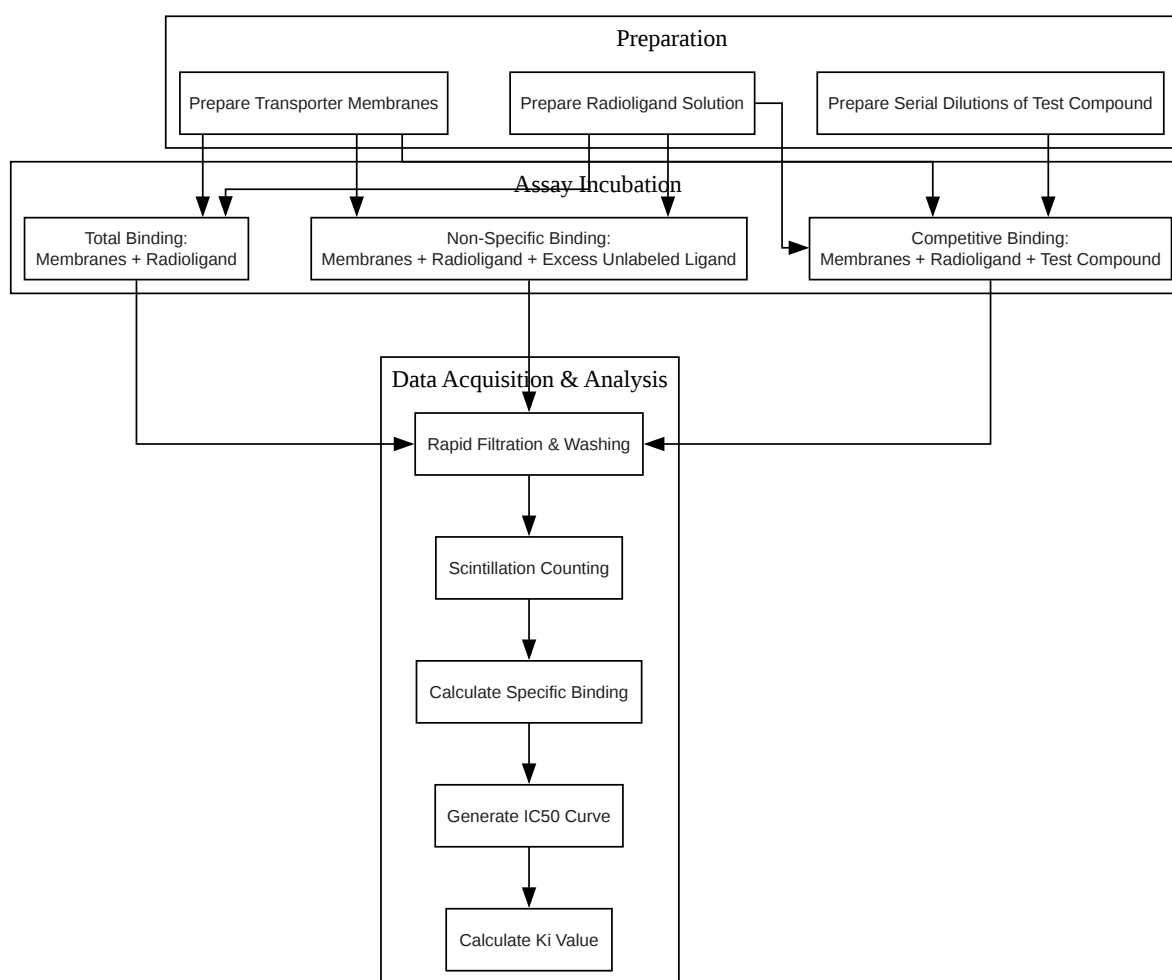 Preparation
Prepare Transporter Membranes
Prepare Radioligand Solution
Prepare Serial Dilutions of Test Compound
Assay Incubation
Total Binding:
Membranes + Radioligand
Non-Specific Binding:
Membranes + Radioligand + Excess Unlabeled Ligand
Competitive Binding:
Membranes + Radioligand + Test Compound
Data Acquisition & Analysis
Rapid Filtration & Washing
Scintillation Counting
Calculate Specific Binding
Generate IC50 Curve
Calculate Ki Value